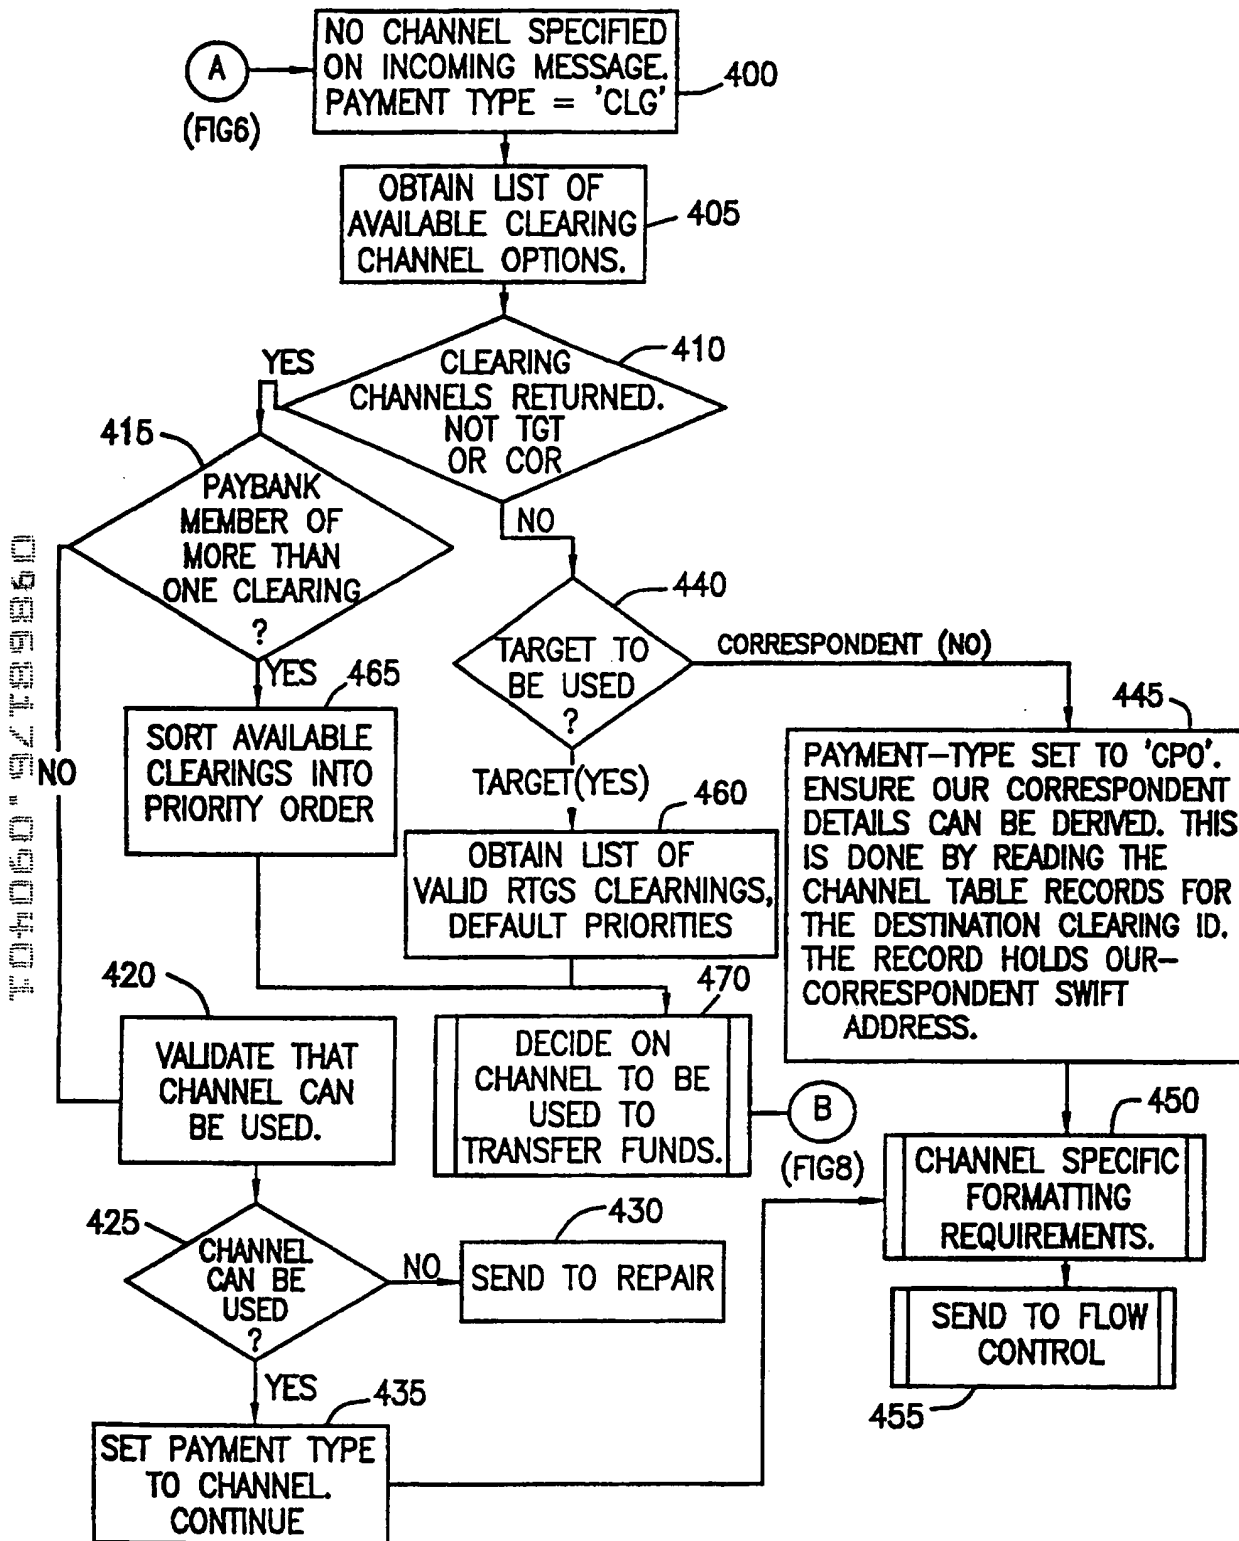 NO CHANNEL SPECIFIED
ON INCOMING MESSAGE.
PAYMENT TYPE = 'CLG'
400
A
(FIG6)
OBTAIN LIST OF
AVAILABLE CLEARING
CHANNEL OPTIONS.
405
CLEARING
CHANNELS RETURNED.
NOT TGT
OR COR
410
YES
NO
415
PAYBANK
MEMBER OF
MORE THAN
ONE CLEARING
?
YES
NO
465
SORT AVAILABLE
CLEARINGS INTO
PRIORITY ORDER
440
TARGET TO
BE USED
?
CORRESPONDENT (NO)
TARGET(YES)
460
OBTAIN LIST OF
VALID RTGS CLEARNINGS,
DEFAULT PRIORITIES
445
PAYMENT-TYPE SET TO 'CPO'.
ENSURE OUR CORRESPONDENT
DETAILS CAN BE DERIVED. THIS
IS DONE BY READING THE
CHANNEL TABLE RECORDS FOR
THE DESTINATION CLEARING ID.
THE RECORD HOLDS OUR-
CORRESPONDENT SWIFT
ADDRESS.
420
VALIDATE THAT
CHANNEL CAN
BE USED.
470
DECIDE ON
CHANNEL TO BE
USED TO
TRANSFER FUNDS.
B
(FIG8)
450
CHANNEL SPECIFIC
FORMATTING
REQUIREMENTS.
425
CHANNEL
CAN BE
USED
?
NO
430
SEND TO REPAIR
SEND TO FLOW
CONTROL
455
YES
435
SET PAYMENT TYPE
TO CHANNEL.
CONTINUE
09868176.090401